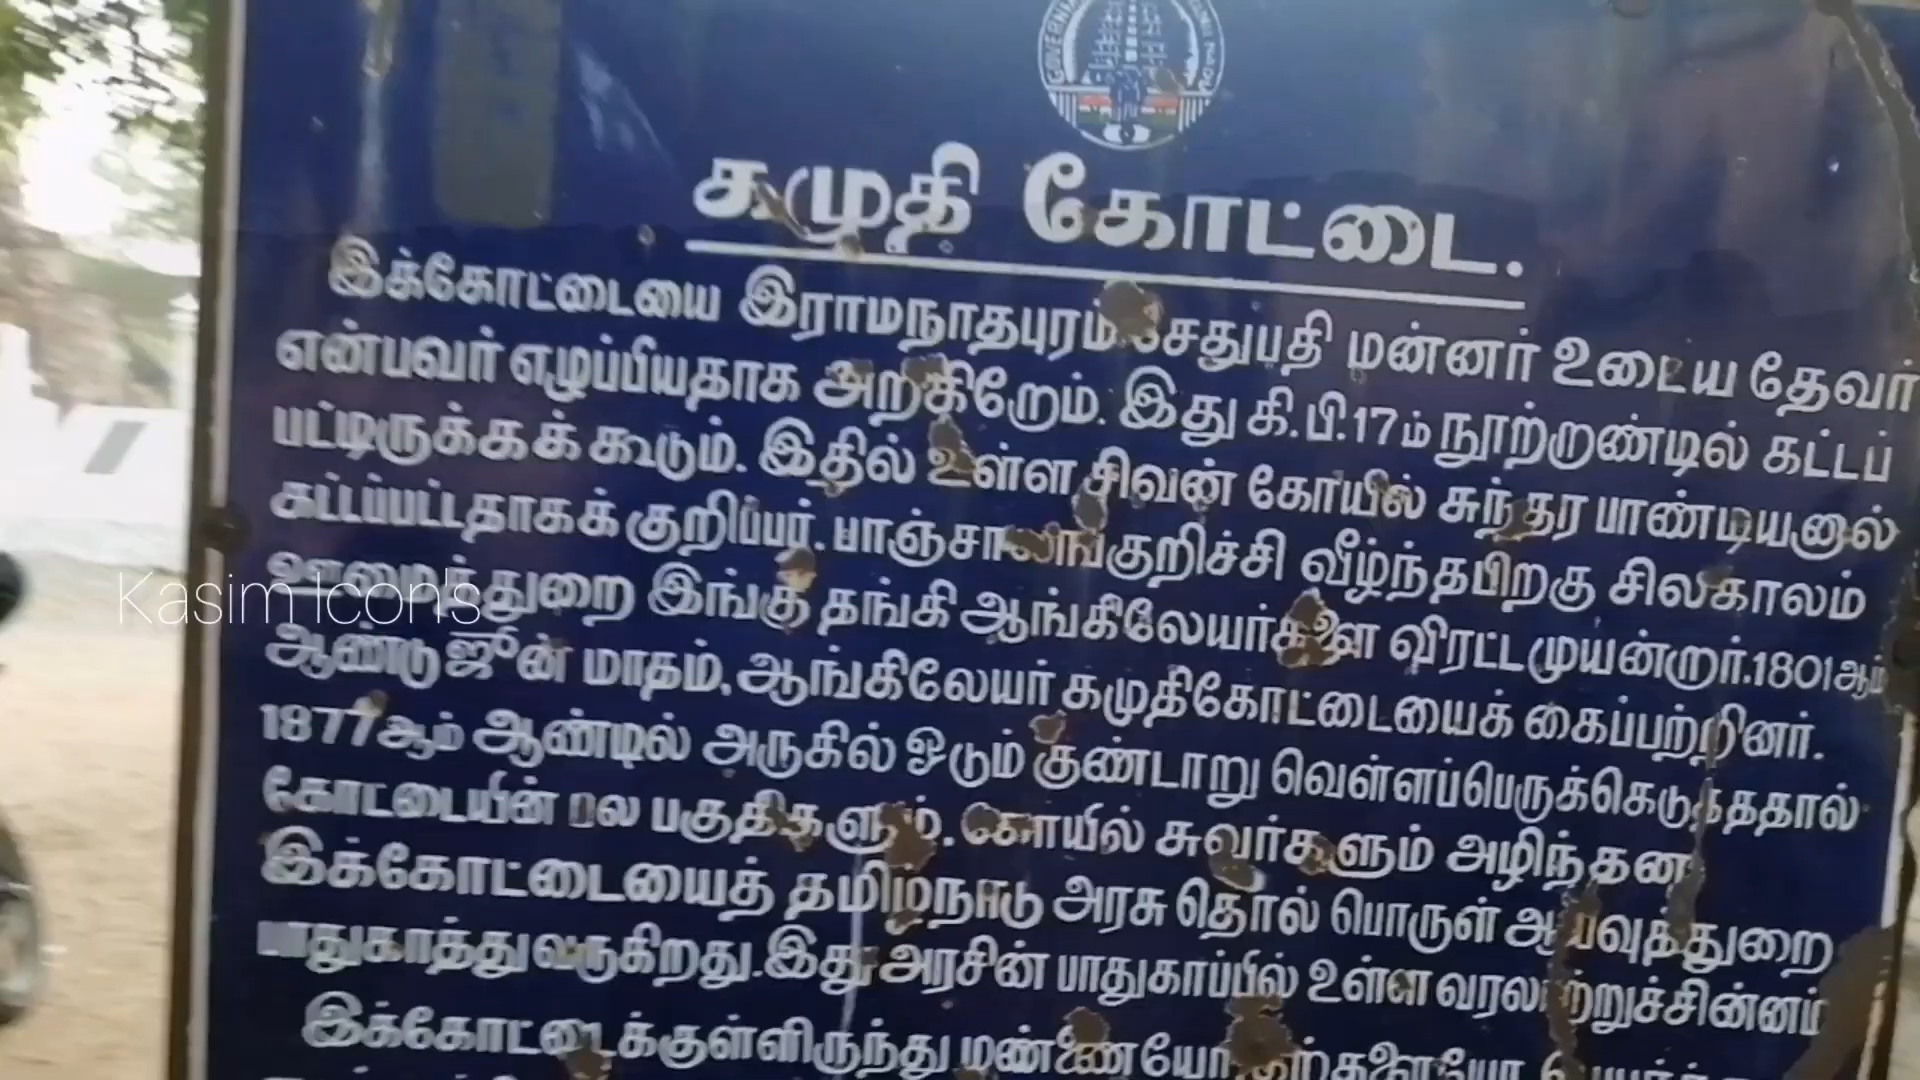 கமுதி கோட்டை.
இக்கோட்டையை இராமநாதபுரம் சேதுபதி மன்னர் உடைய தேவர்
என்பவர் எழுப்பியதாக அறகிறேம். இது கி.பி.17ம் நூற்றண்டில் கட்டப்
பட்டிருக்கக் கூடும். இதில் உள்ள சிவன் கோயில் சுந்தர பாண்டியனால்
கட்டப்பட்டதாகக் குறிப்பர். பாஞ்சாலங்குறிச்சி வீழ்ந்தபிறகு சிலகாலம்
ஊமைத்துறை இங்கு தங்கி ஆங்கிலேயர்களை விரட்ட முயன்றார். 1801ஆம்
Kasim Icon's
ஆண்டு ஜூன் மாதம், ஆங்கிலேயர் கமுதிகோட்டையைக் கைப்பற்றினர்.
1877ஆம் ஆண்டில் அருகில் ஓடும் குண்டாறு வெள்ளப்பெருக்கெடுத்ததால்
கோட்டையின் பல பகுதிகளும், கோயில் சுவர்களும் அழிந்தன
இக்கோட்டையைத் தமிழ்நாடு அரசு தொல் பொருள் ஆய்வுத்துறை
பாதுகாத்து வருகிறது. இது அரசின் பாதுகாப்பில் உள்ள வரலாற்றுச்சின்னம்
இக்கோட்டைக்குள்ளிருந்து மண்ணையோ, கற்களையோ